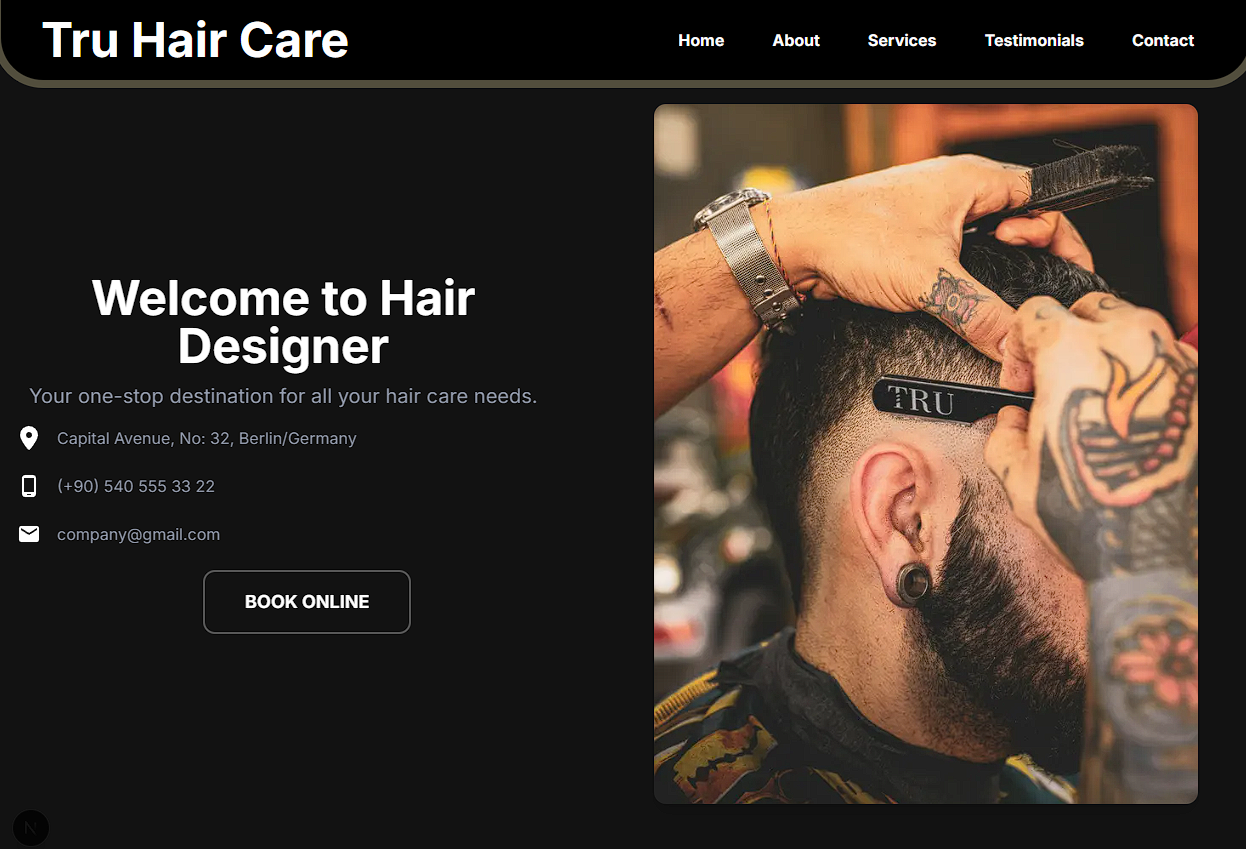 Tru Hair Care
Home
About
Services
Testimonials
Contact
Welcome to Hair
Designer
Your one-stop destination for all your hair care needs.
Capital Avenue, No: 32, Berlin/Germany
(+90) 540 555 33 22
company@gmail.com
BOOK ONLINE
TRU
N